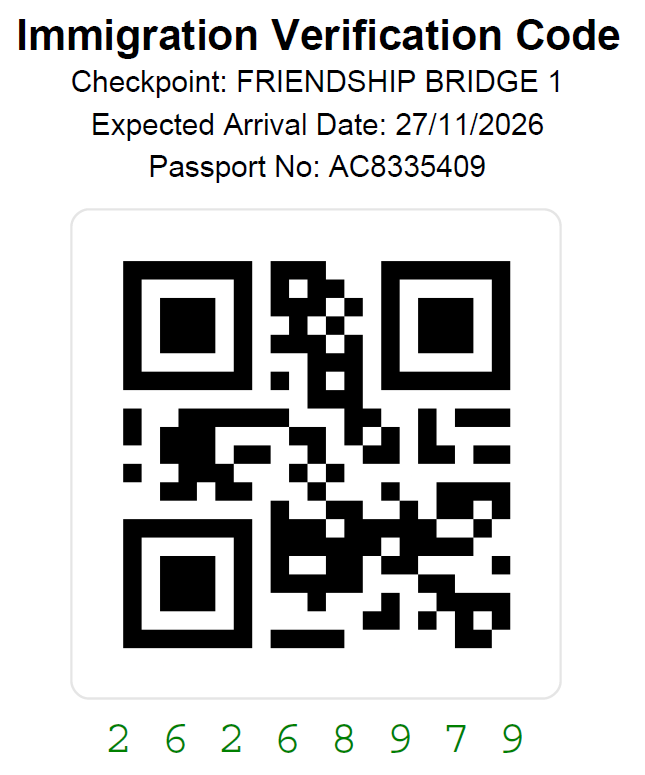 Immigration Verification Code
Checkpoint: FRIENDSHIP BRIDGE 1
Expected Arrival Date: 27/11/2026
Passport No: AC8335409
2 6 2 6 8 9 7 9